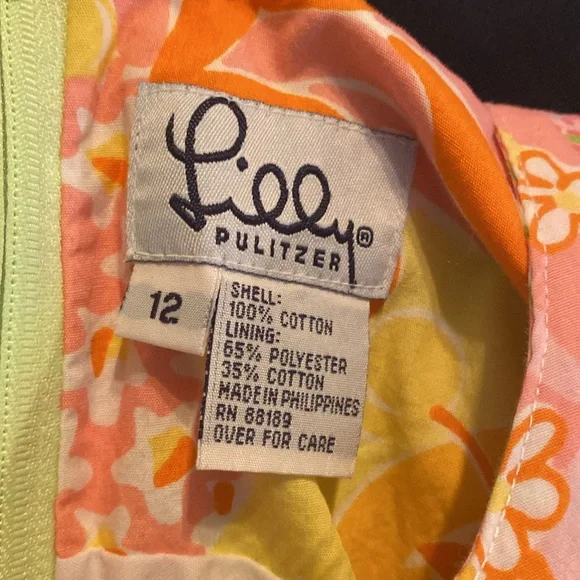 Lilly®
PULITZER
12
SHELL:
100% COTTON
LINING:
65% POLYESTER
35% COTTON
MADE IN PHILIPPINES
RN 88189
OVER FOR CARE